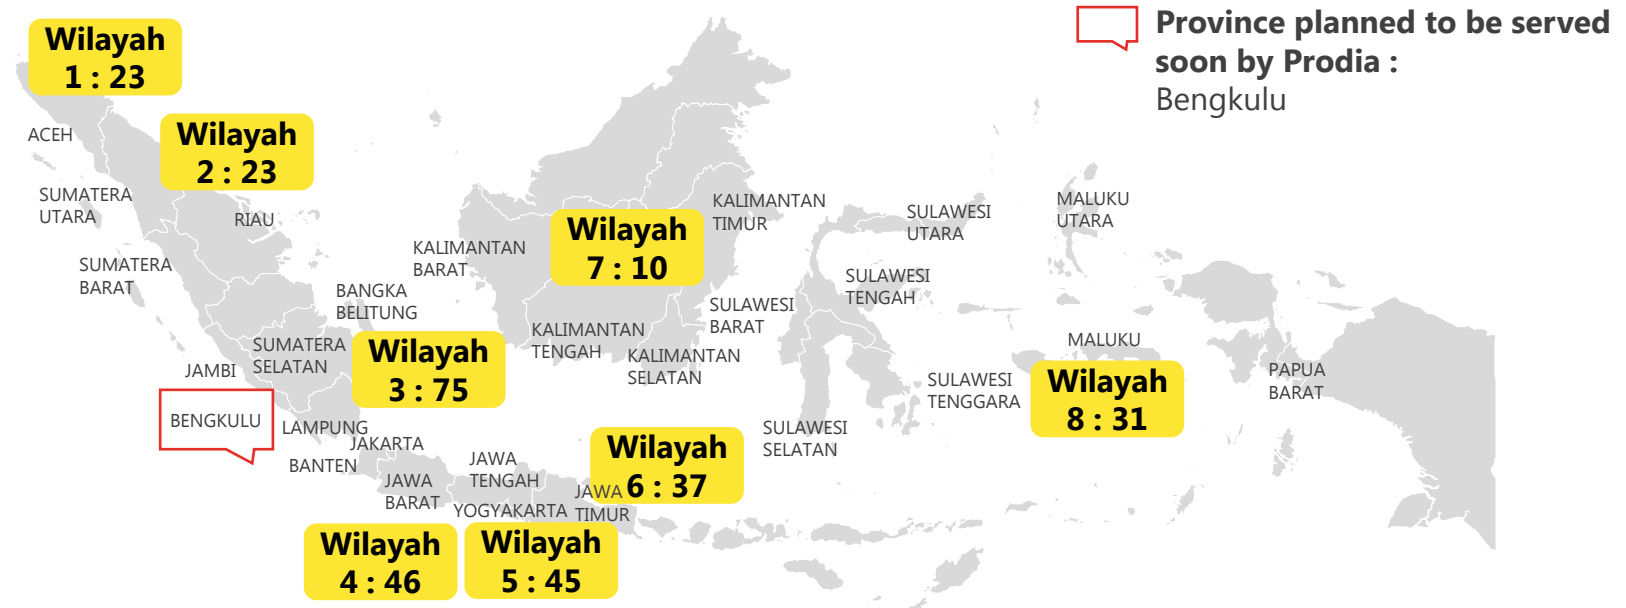 Wilayah
1 : 23
Province planned to be served
soon by Prodia :
Bengkulu
ACEH
Wilayah
2 : 23
SUMATERA
UTARA
RIAU
KALIMANTAN
TIMUR
MALUKU
UTARA
SULAWESI
UTARA
Wilayah
7 : 10
KALIMANTAN
BARAT
SUMATERA
BARAT
SULAWESI
TENGAH
BANGKA
BELITUNG
SULAWESI
BARAT
KALIMANTAN
TENGAH
MALUKU
SUMATERA
SELATAN
Wilayah
3 : 75
KALIMANTAN
SELATAN
JAMBI
SULAWESI
TENGGARA
Wilayah
8 : 31
PAPUA
BARAT
BENGKULU
LAMPUNG
JAKARTA
SULAWESI
SELATAN
Wilayah
6 : 37
BANTEN
JAWA
TENGAH
JAWA
BARAT
JAWA
TIMUR
YOGYAKARTA
Wilayah
4 : 46
Wilayah
5 : 45